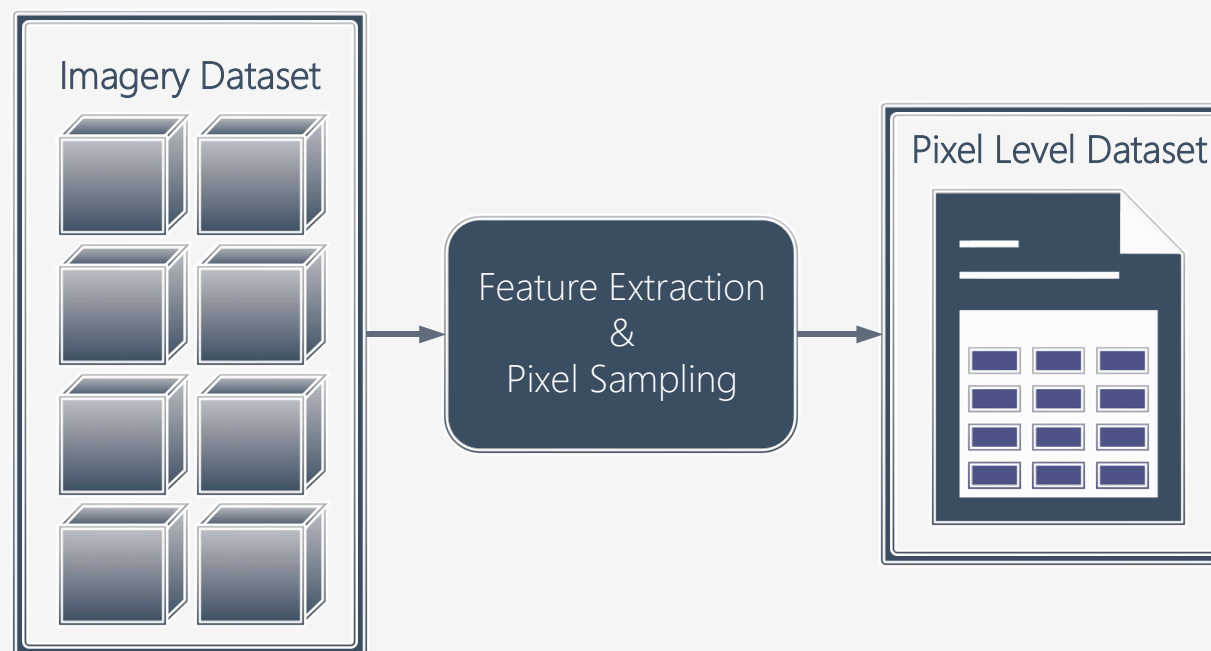 Imagery Dataset
Feature Extraction
&
Pixel Sampling
Pixel Level Dataset